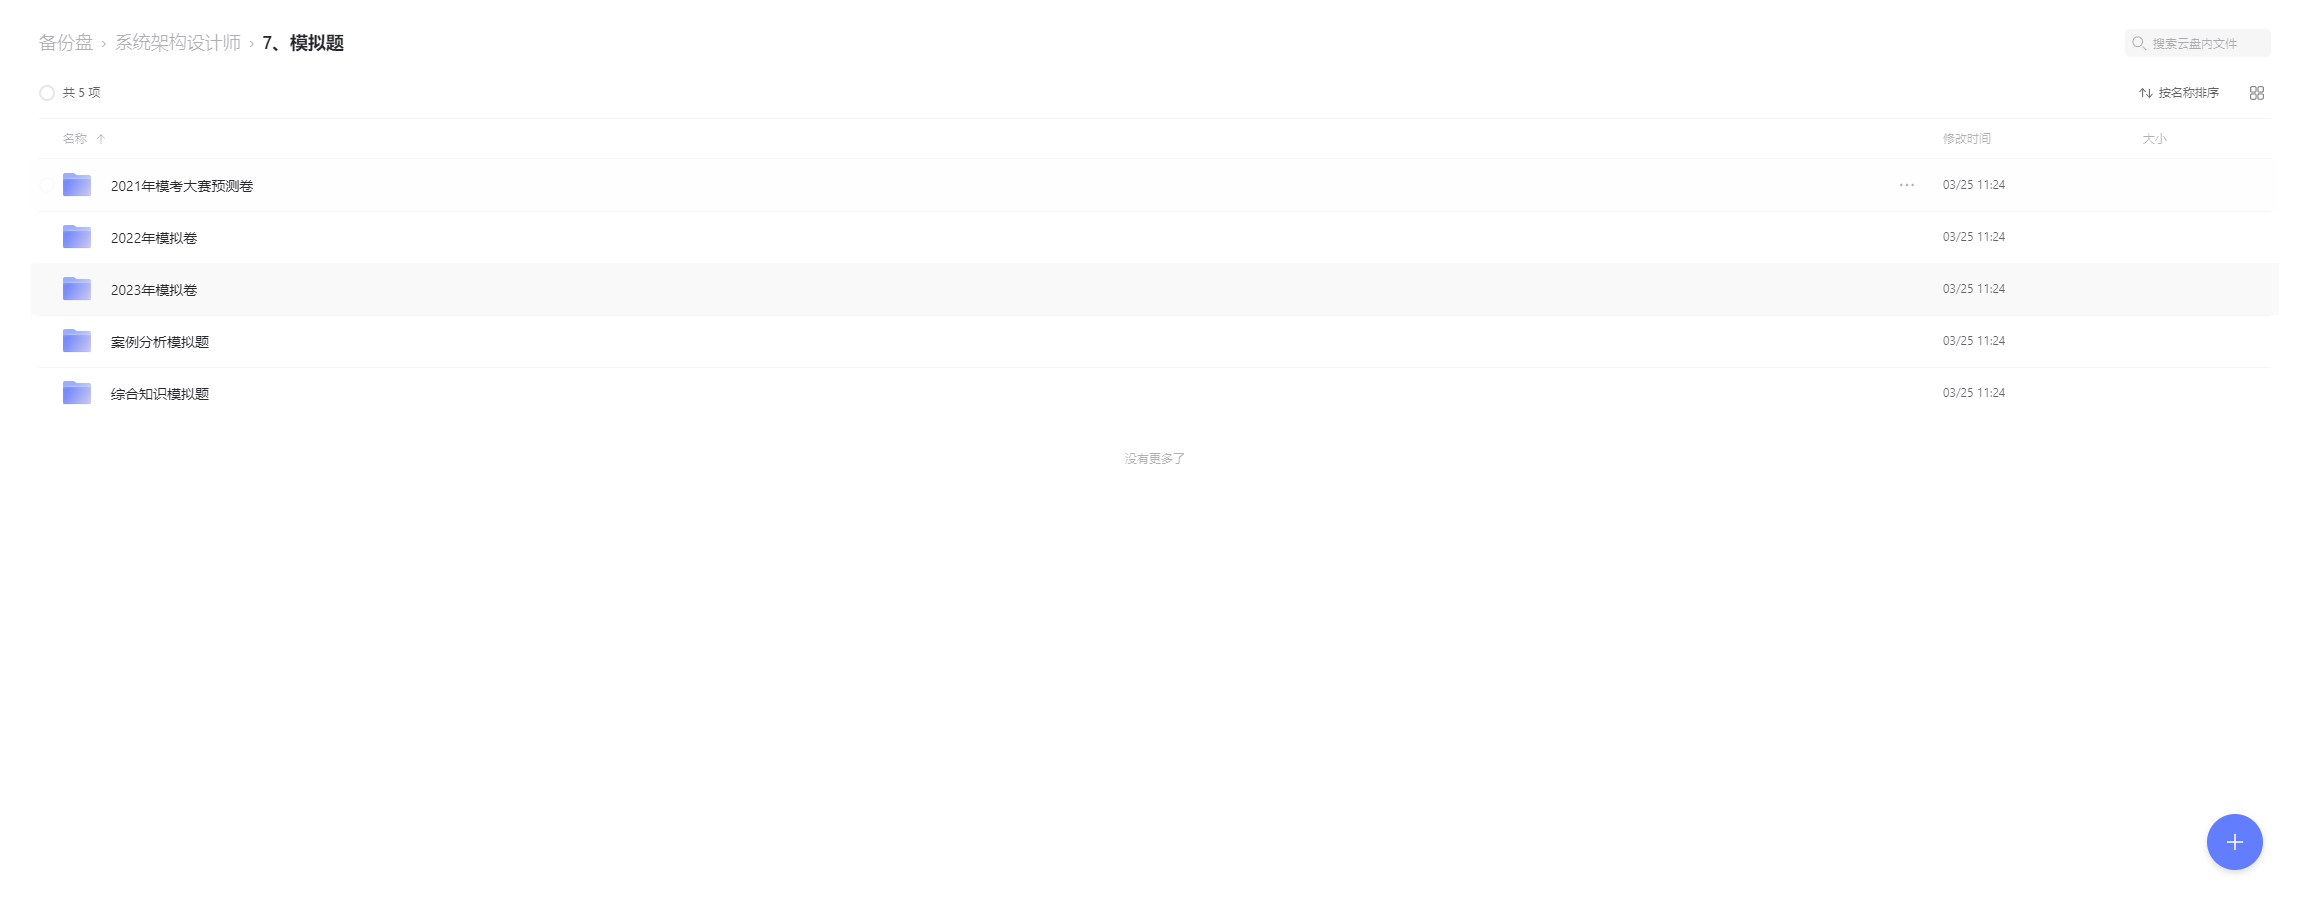 备份盘 › 系统架构设计师 › 7、模拟题
搜索云盘内文件
共 5 项
按名称排序
名称
修改时间
大小
2021年模考大赛预测卷
03/25 11:24
2022年模拟卷
03/25 11:24
2023年模拟卷
03/25 11:24
案例分析模拟题
03/25 11:24
综合知识模拟题
03/25 11:24
没有更多了